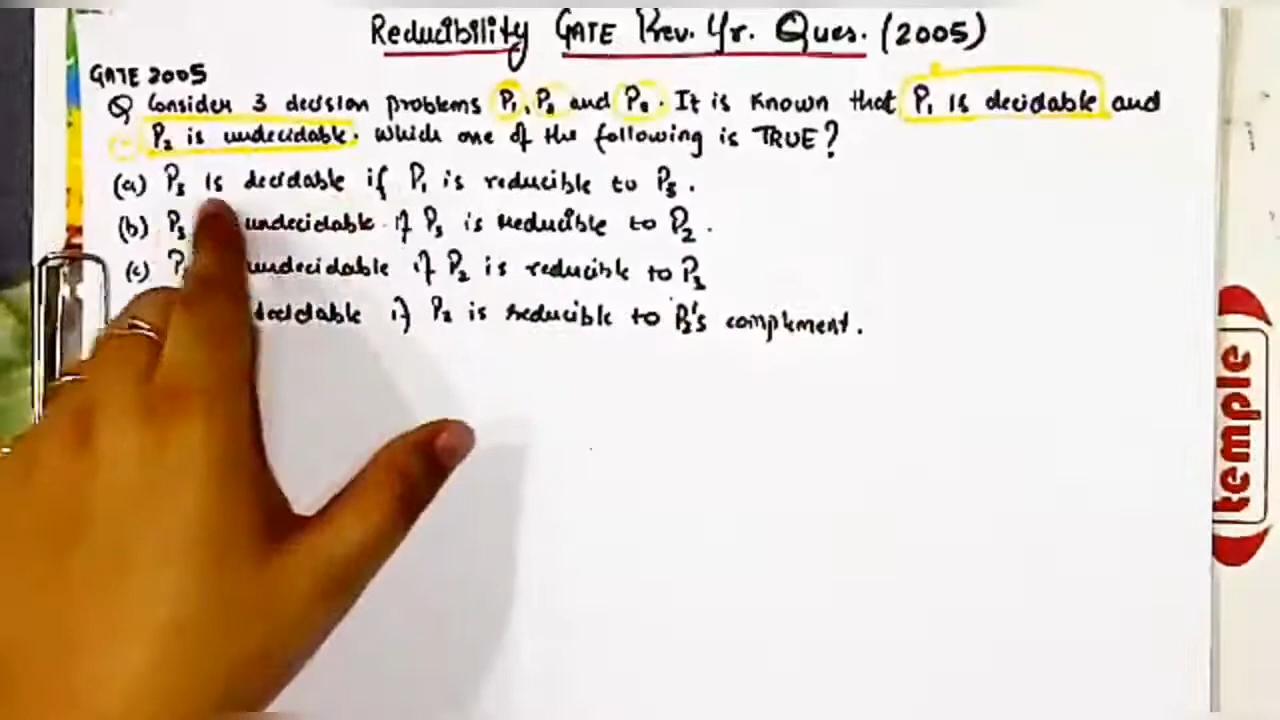 Reducibility GATE Prev. Yr. Ques. (2005)
GATE 2005
Q Consider 3 decision problems P1, P2 and P3. It is known that P1 is decidable and
P2 is undecidable. Which one of the following is TRUE?
(a) P3 is decidable if P1 is reducible to P3.
(b) P3 undecidable if P3 is reducible to P2.
(c) P undecidable if P2 is reducible to P3
decidable if P2 is reducible to P3's complement.
temple